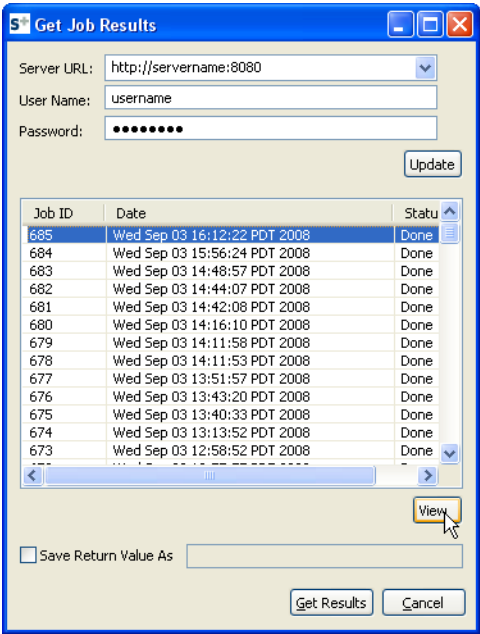 S+ Get Job Results
Server URL: http://servername:8080
User Name: username
Password: ••••••••
Update
Job ID Date Statu
685 Wed Sep 03 16:12:22 PDT 2008 Done
684 Wed Sep 03 15:56:24 PDT 2008 Done
683 Wed Sep 03 14:48:57 PDT 2008 Done
682 Wed Sep 03 14:44:07 PDT 2008 Done
681 Wed Sep 03 14:42:08 PDT 2008 Done
680 Wed Sep 03 14:16:10 PDT 2008 Done
679 Wed Sep 03 14:11:58 PDT 2008 Done
678 Wed Sep 03 14:11:53 PDT 2008 Done
677 Wed Sep 03 13:51:57 PDT 2008 Done
676 Wed Sep 03 13:43:20 PDT 2008 Done
675 Wed Sep 03 13:40:33 PDT 2008 Done
674 Wed Sep 03 13:13:52 PDT 2008 Done
673 Wed Sep 03 12:58:52 PDT 2008 Done
View
Save Return Value As
Get Results Cancel